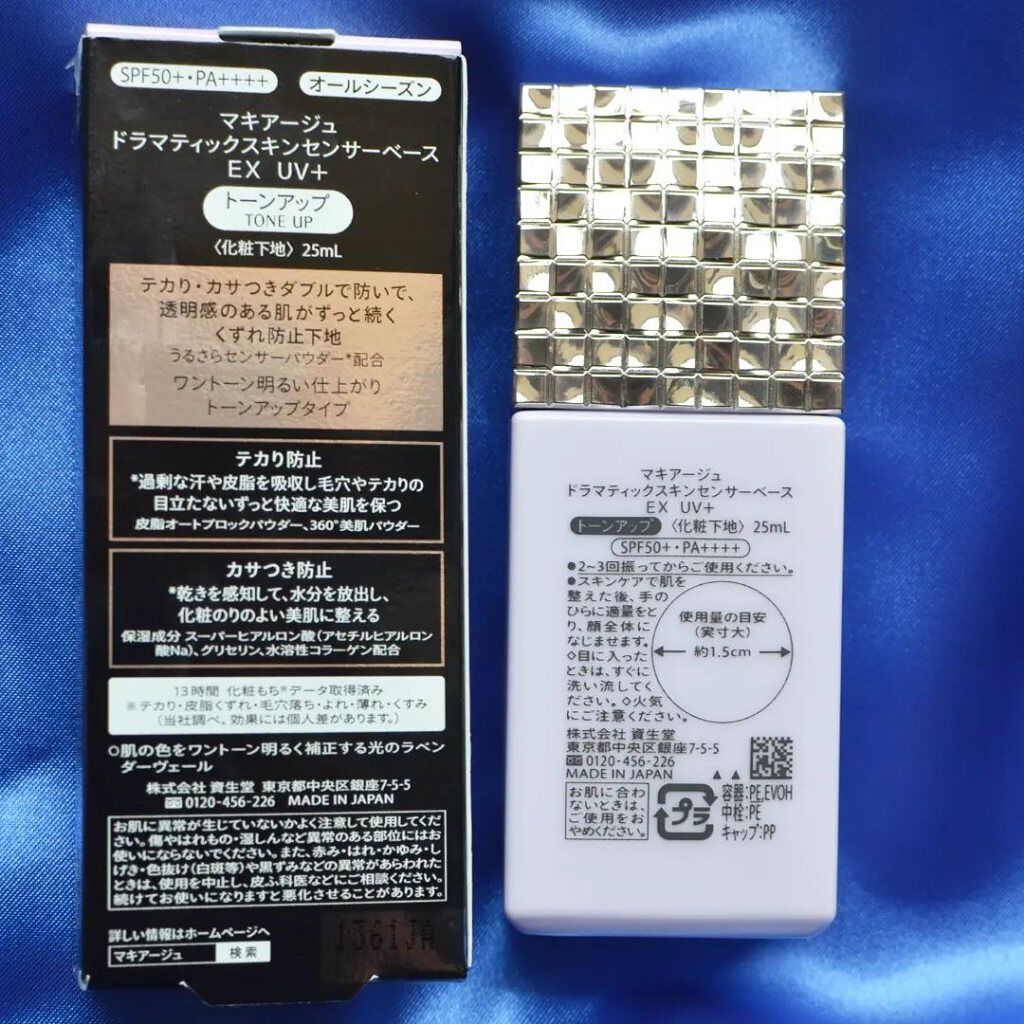 SPF50+・PA++++
オールシーズン
マキアージュ
ドラマティックスキンセンサーベース
EX UV+
トーンアップ
TONE UP
〈化粧下地〉25mL
テカり・カサつきダブルで防いで、
透明感のある肌がずっと続く
くずれ防止下地
うるさらセンサーパウダー*配合
ワントーン明るい仕上がり
トーンアップタイプ
テカり防止
*過剰な汗や皮脂を吸収し毛穴やテカりの
目立たないずっと快適な美肌を保つ
皮脂オートブロックパウダー、360°美肌パウダー
カサつき防止
*乾きを感知して、水分を放出し、
化粧のりのよい美肌に整える
保湿成分 スーパーヒアルロン酸(アセチルヒアルロン
酸Na)、グリセリン、水溶性コラーゲン配合
13時間 化粧もち※データ取得済み
※テカり・皮脂くずれ・毛穴落ち・よれ・薄れ・くすみ
(当社調べ。効果には個人差があります。)
○肌の色をワントーン明るく補正する光のラベン
ダーヴェール
株式会社 資生堂 東京都中央区銀座7-5-5
0120-456-226 MADE IN JAPAN
お肌に異常が生じていないかよく注意して使用してくだ
さい。傷やはれもの・湿しんなど異常のある部位にはお
使いにならないでください。また、赤み・はれ・かゆみ・し
げき・色抜け(白斑等)や黒ずみなどの異常があらわれた
ときは、使用を中止し、皮ふ科医などにご相談ください。
続けてお使いになりますと悪化させることがあります。
詳しい情報はホームページへ
マキアージュ 検索
1361JA
マキアージュ
ドラマティックスキンセンサーベース
EX UV+
トーンアップ 〈化粧下地〉25mL
SPF50+・PA++++
●2~3回振ってからご使用ください。
●スキンケアで肌を
整えた後、手の
ひらに適量をと
り、顔全体に
なじませます。
◇目に入った
ときは、すぐに
洗い流してく
ださい。◇火気
にご注意ください。
使用量の目安
(実寸大)
約1.5cm
株式会社 資生堂
東京都中央区銀座7-5-5
0120-456-226
MADE IN JAPAN
お肌に合わ
ないときは、
ご使用をお
やめください。
プラ
容器:PE,EVOH
中栓:PE
キャップ:PP